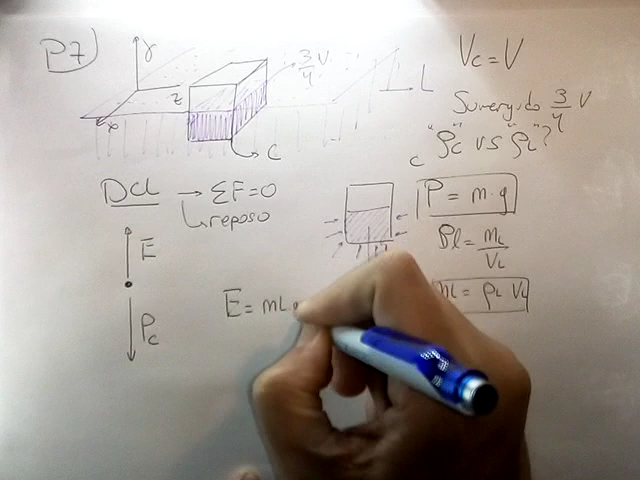 P7)
y
z
x
3/4 V
L
C
Vc = V
Sumergido 3/4 V
"ρc" vs "ρL"?
c
DCL → ΣF=0
↳ reposo
E
Pc
P = m·g
ρl = mL/VL
mL = ρL VL
E = mL